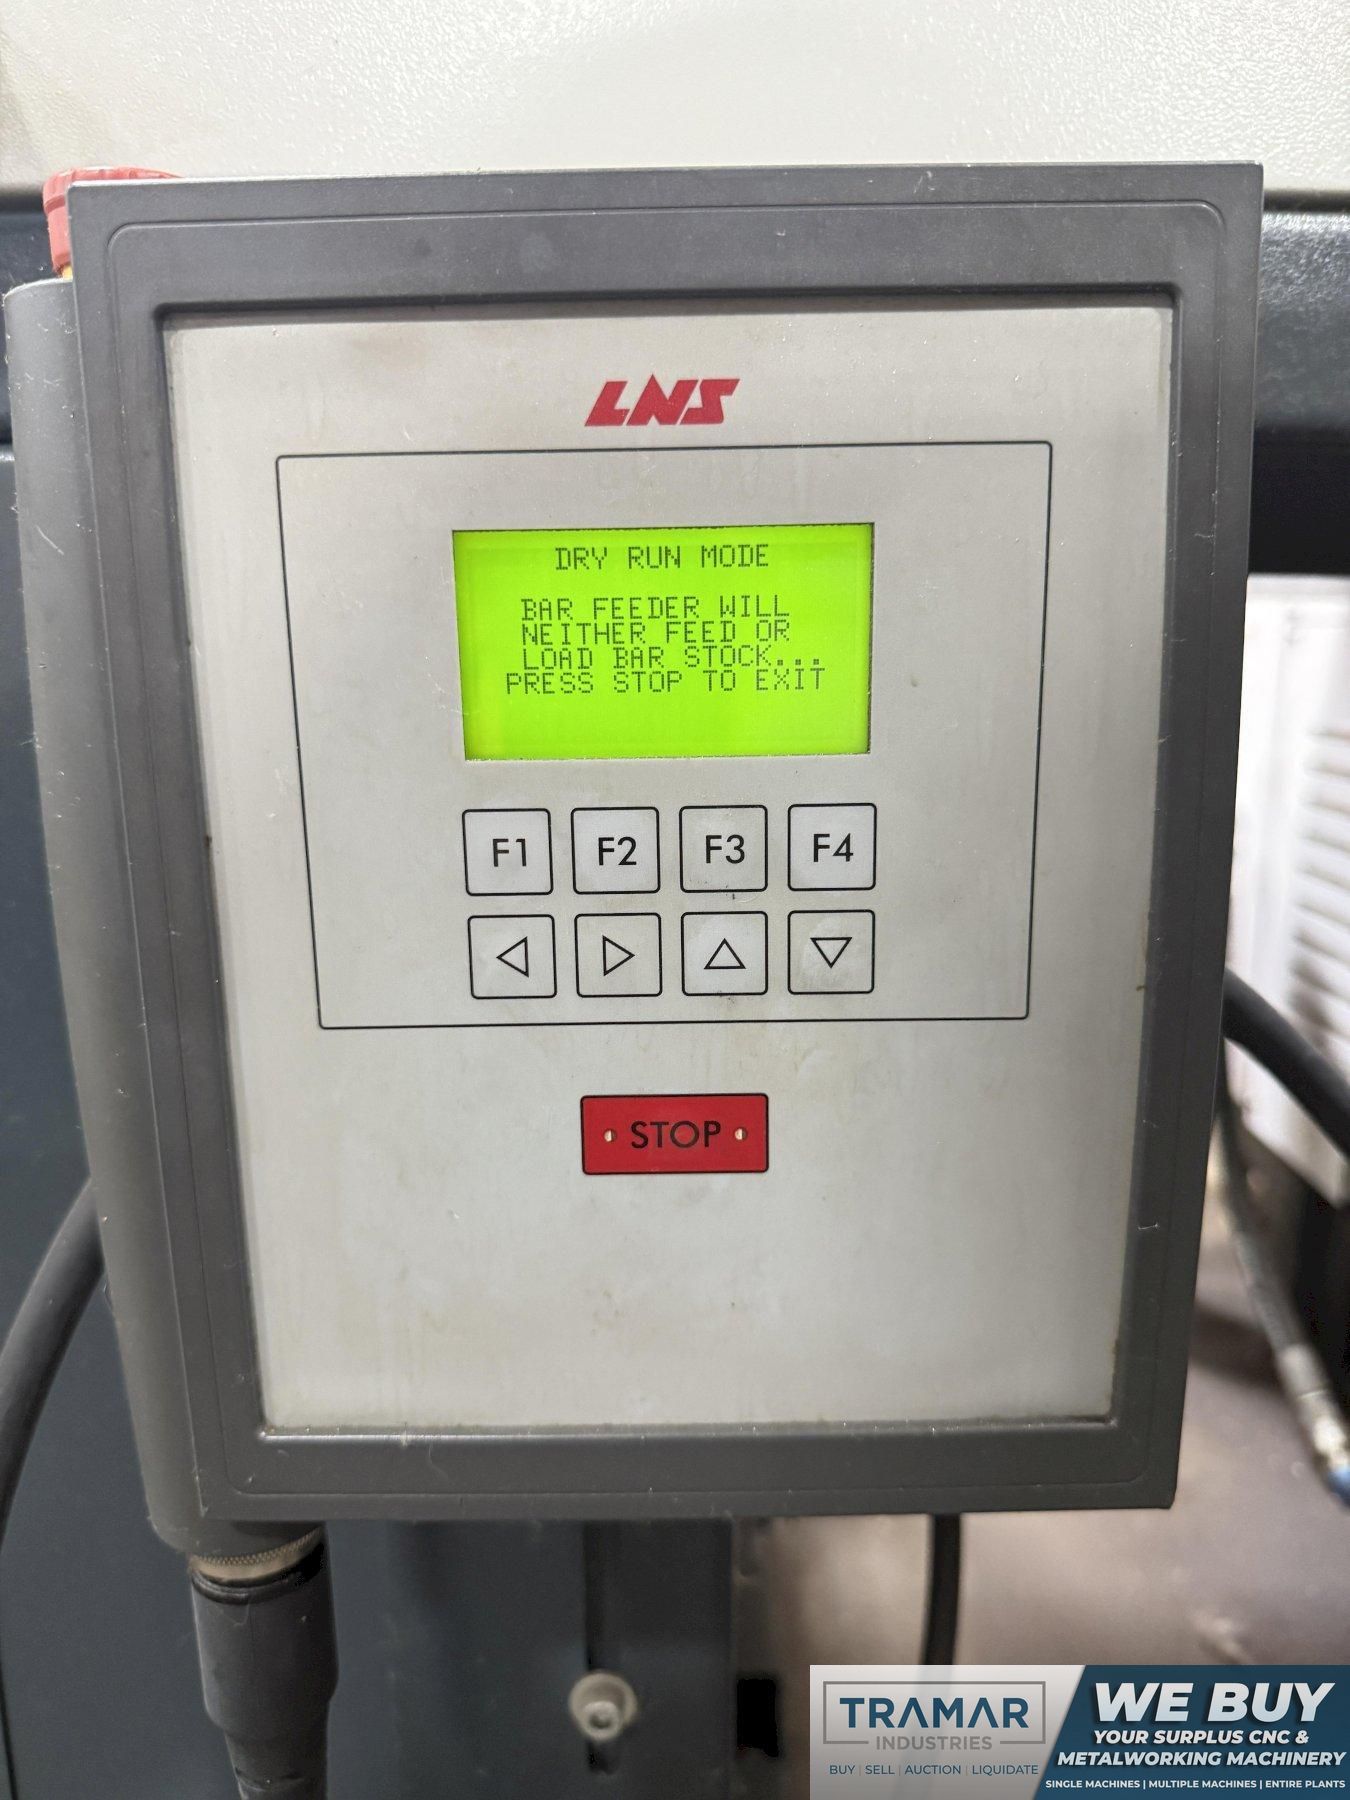 LNS
DRY RUN MODE
BAR FEEDER WILL
NEITHER FEED OR
LOAD BAR STOCK...
PRESS STOP TO EXIT
F1 F2 F3 F4
STOP
TRAMAR
INDUSTRIES
BUY | SELL | AUCTION | LIQUIDATE
WE BUY
YOUR SURPLUS CNC &
METALWORKING MACHINERY
SINGLE MACHINES | MULTIPLE MACHINES | ENTIRE PLANTS